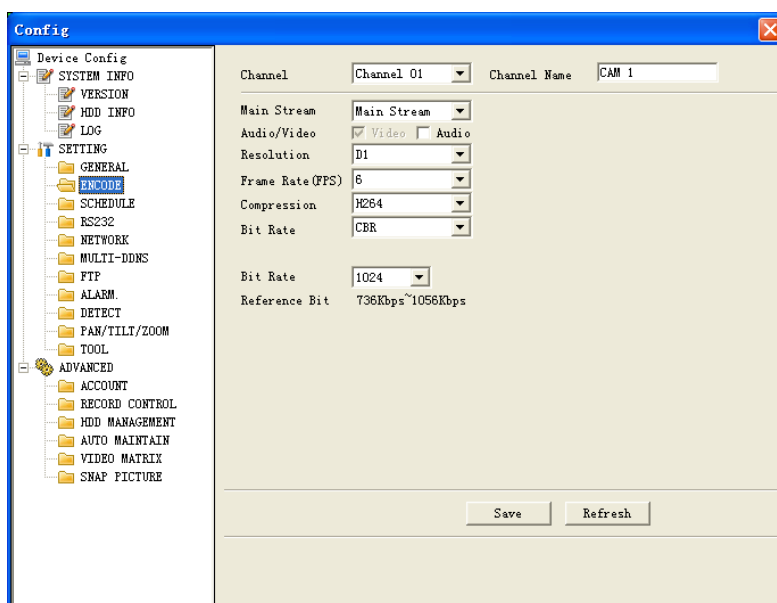 Config
Device Config
SYSTEM INFO
VERSION
HDD INFO
LOG
SETTING
GENERAL
ENCODE
SCHEDULE
RS232
NETWORK
MULTI-DDNS
FTP
ALARM.
DETECT
PAN/TILT/ZOOM
TOOL
ADVANCED
ACCOUNT
RECORD CONTROL
HDD MANAGEMENT
AUTO MAINTAIN
VIDEO MATRIX
SNAP PICTURE
Channel Channel 01 Channel Name CAM 1
Main Stream Main Stream
Audio/Video Video Audio
Resolution D1
Frame Rate(FPS) 6
Compression H264
Bit Rate CBR
Bit Rate 1024
Reference Bit 736Kbps~1056Kbps
Save Refresh